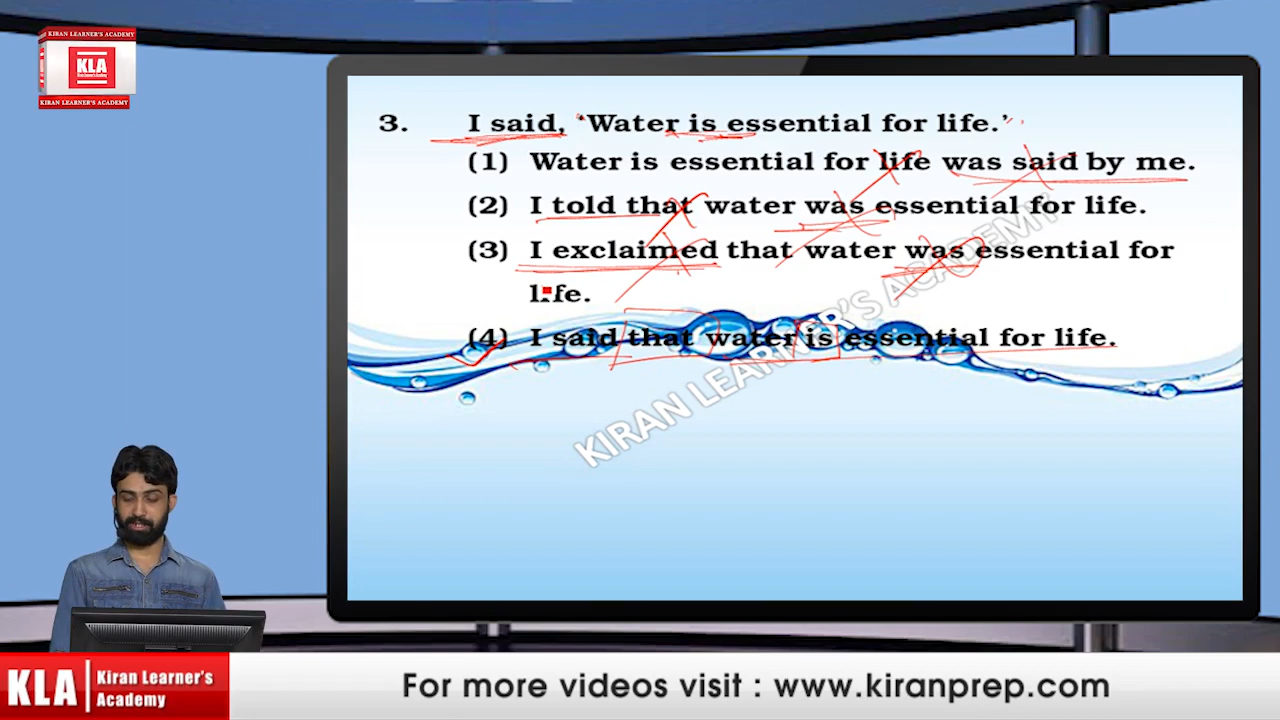 KIRAN LEARNER'S ACADEMY
KLA
KIRAN LEARNER'S ACADEMY
3. I said, 'Water is essential for life.'
(1) Water is essential for life was said by me.
(2) I told that water was essential for life.
(3) I exclaimed that water was essential for
life.
(4) I said that water is essential for life.
KIRAN LEARNER'S ACADEMY
KLA Kiran Learner's
Academy
For more videos visit : www.kiranprep.com